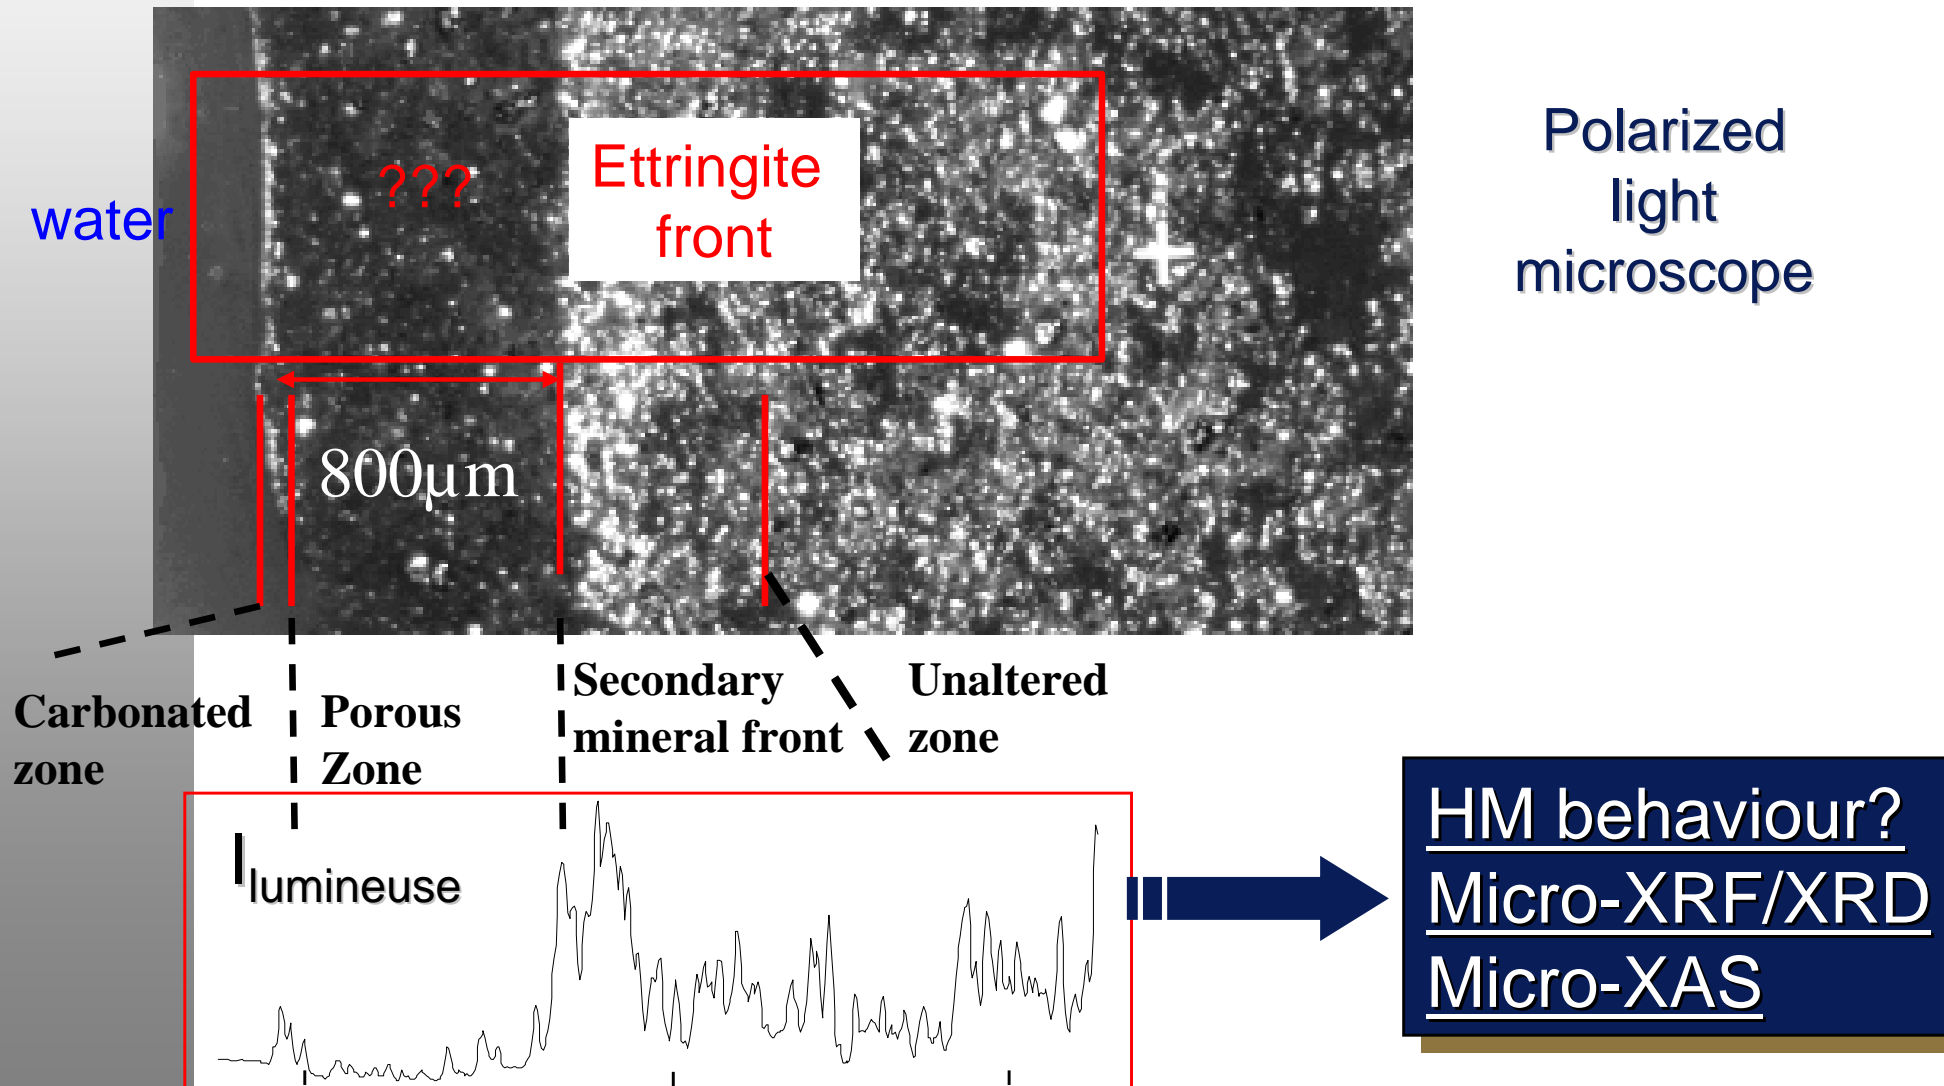 Polarized
light
microscope
water
???
Ettringite
front
800µm
Carbonated
zone
Porous
Zone
Secondary
mineral front
Unaltered
zone
I lumineuse
HM behaviour?
Micro-XRF/XRD
Micro-XAS